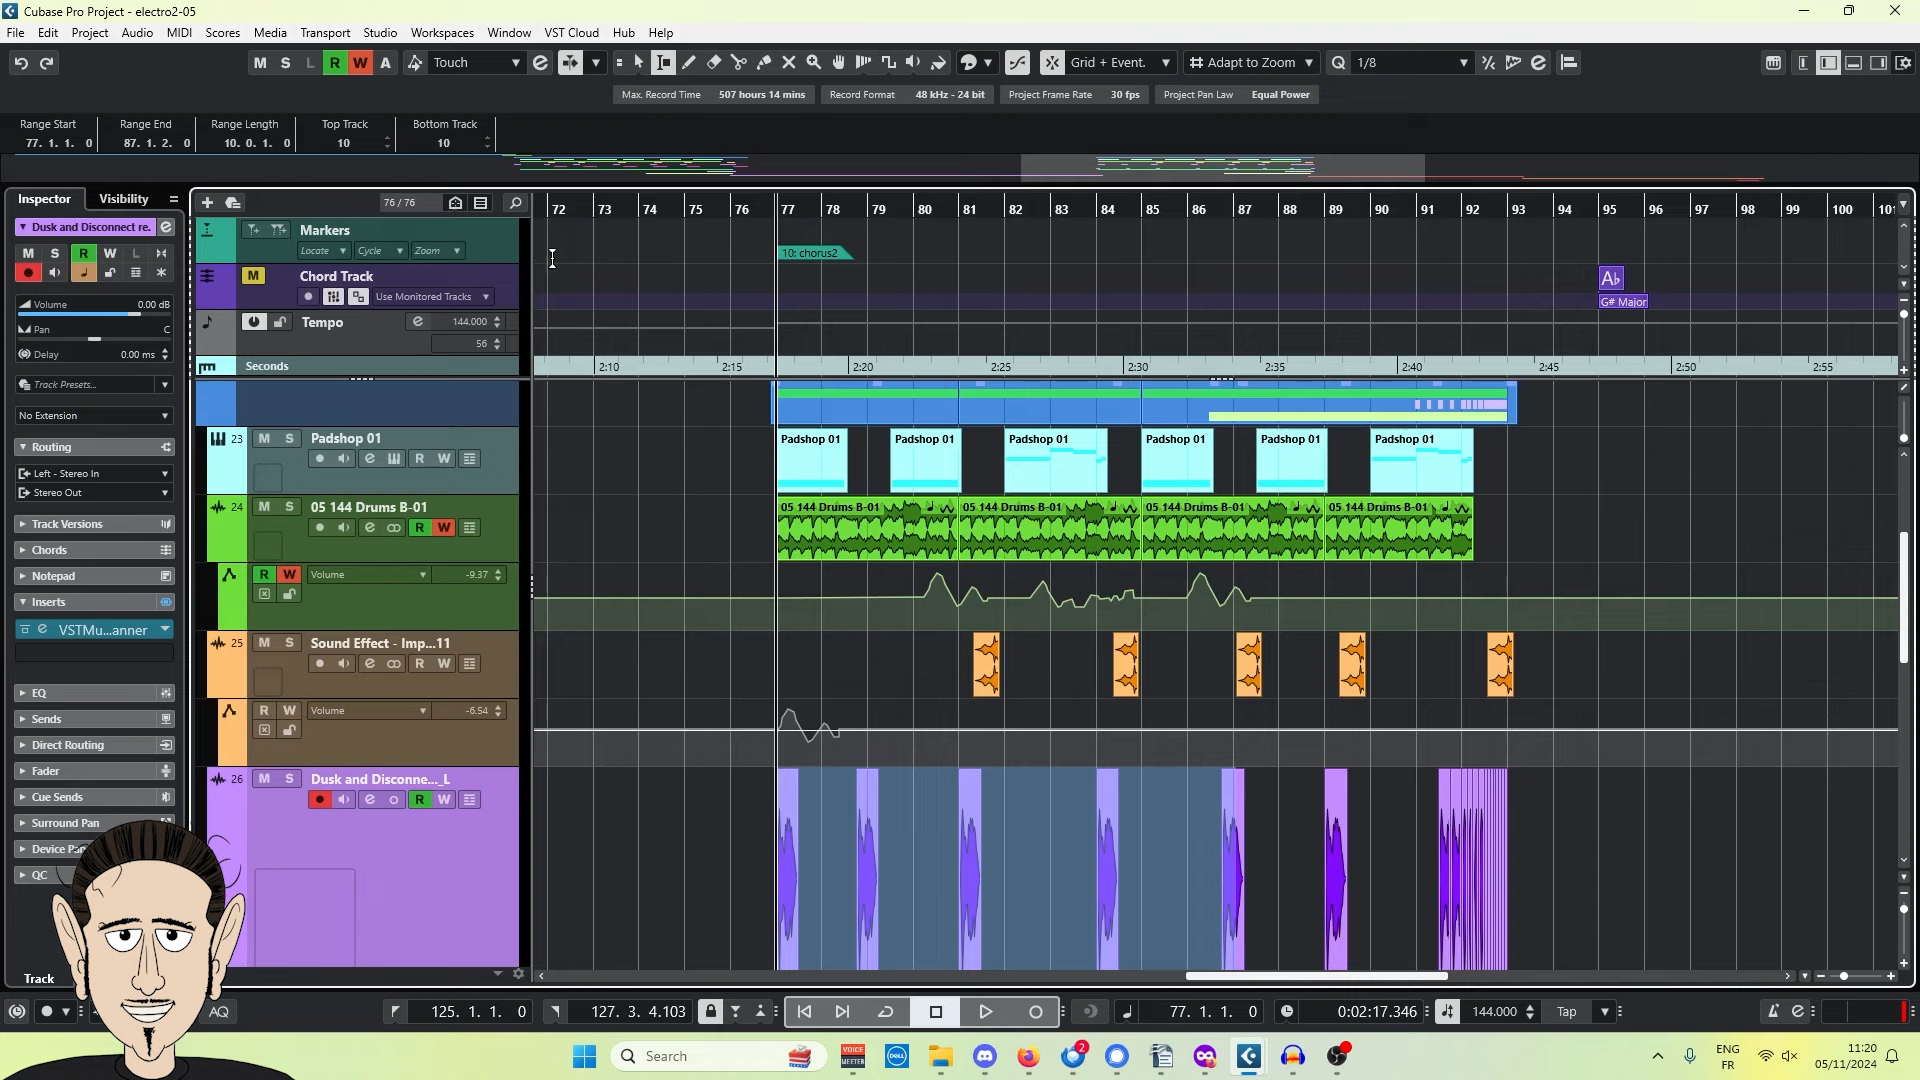 Cubase Pro Project - electro2-05
File Edit Project Audio MIDI Scores Media Transport Studio Workspaces Window VST Cloud Hub Help
M S L R W A Touch Grid + Event. Adapt to Zoom Q 1/8
Max. Record Time 507 hours 14 mins Record Format 48 kHz - 24 bit Project Frame Rate 30 fps Project Pan Law Equal Power
Range Start Range End Range Length Top Track Bottom Track
77. 1. 1. 0 87. 1. 2. 0 10. 0. 1. 0 10 10
Inspector Visibility
76 / 76
72 73 74 75 76 77 78 79 80 81 82 83 84 85 86 87 88 89 90 91 92 93 94 95 96 97 98 99 100 101
Dusk and Disconnect re.
M S R W L
Markers
Locate Cycle Zoom
10: chorus2
M Chord Track
Use Monitored Tracks
A♭
G# Major
Volume 0.00 dB
Pan C
Delay 0.00 ms
Tempo 144.000
56
Seconds
2:10 2:15 2:20 2:25 2:30 2:35 2:40 2:45 2:50 2:55
Track Presets...
No Extension
Routing
Left - Stereo In
Stereo Out
Track Versions
Chords
Notepad
Inserts
VSTMu...anner
EQ
Sends
Direct Routing
Fader
Cue Sends
Surround Pan
Device Pan
QC
Track
23 M S Padshop 01
R W
Padshop 01 Padshop 01 Padshop 01 Padshop 01 Padshop 01 Padshop 01
24 M S 05 144 Drums B-01
R W
05 144 Drums B-01 05 144 Drums B-01 05 144 Drums B-01 05 144 Drums B-01
R W Volume -9.37
25 M S Sound Effect - Imp...11
R W
R W Volume -6.54
26 M S Dusk and Disconne..._L
R W
AQ 125. 1. 1. 0 127. 3. 4.103 77. 1. 1. 0 0:02:17.346 144.000 Tap
Search
VOICE MEETER
DELL
2
ENG
FR
11:20
05/11/2024